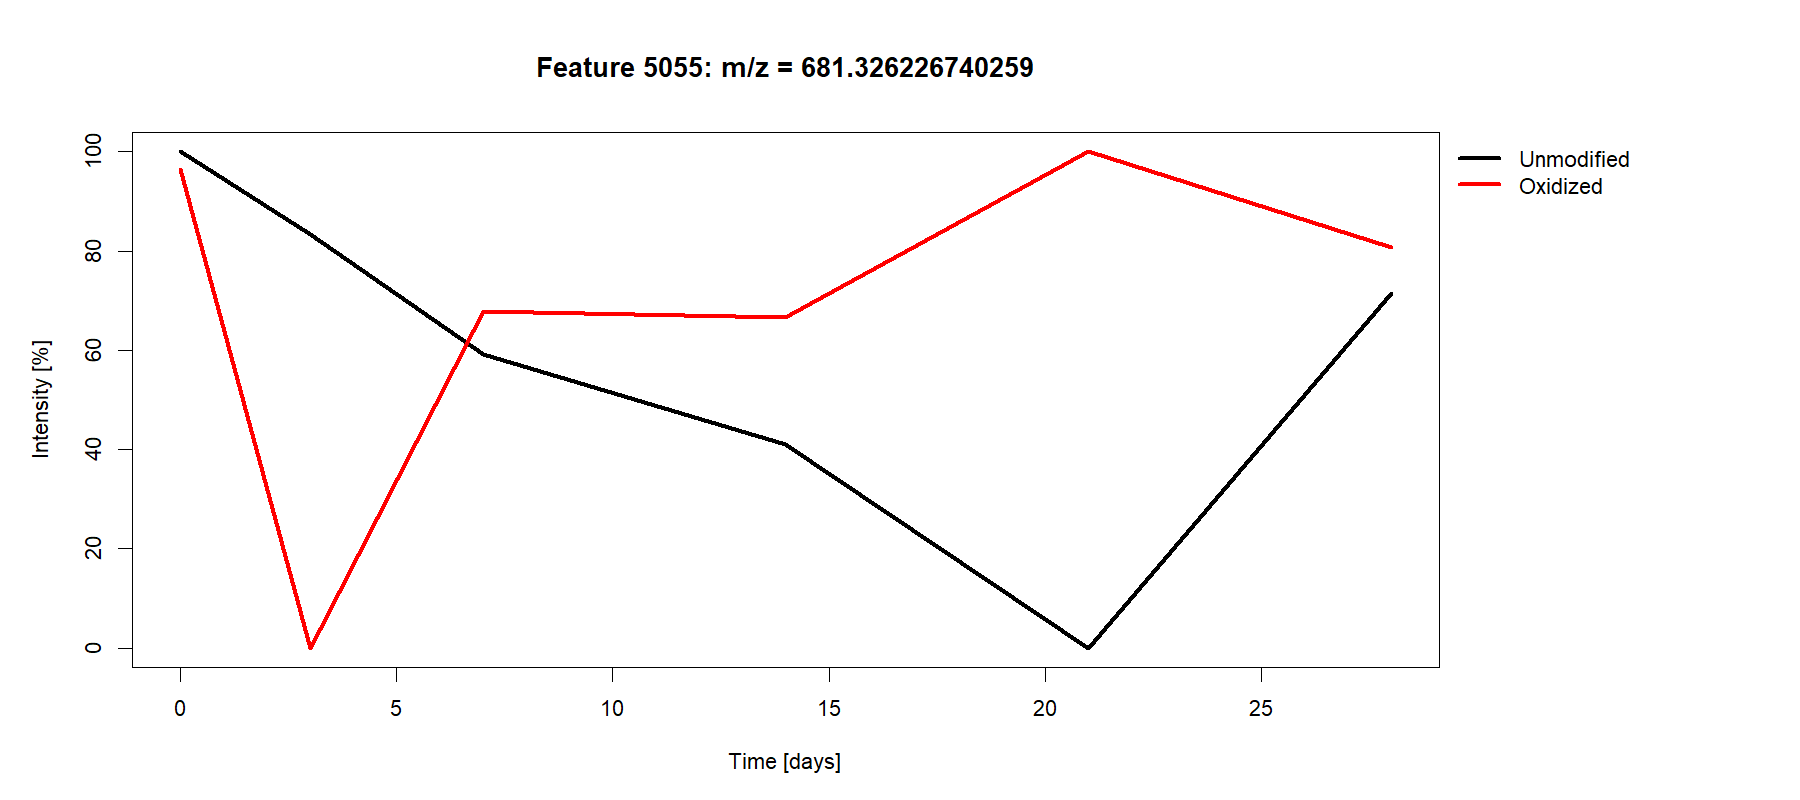 Feature 5055: m/z = 681.326226740259
Unmodified
Oxidized
Intensity [%]
100
80
60
40
20
0
0 5 10 15 20 25
Time [days]